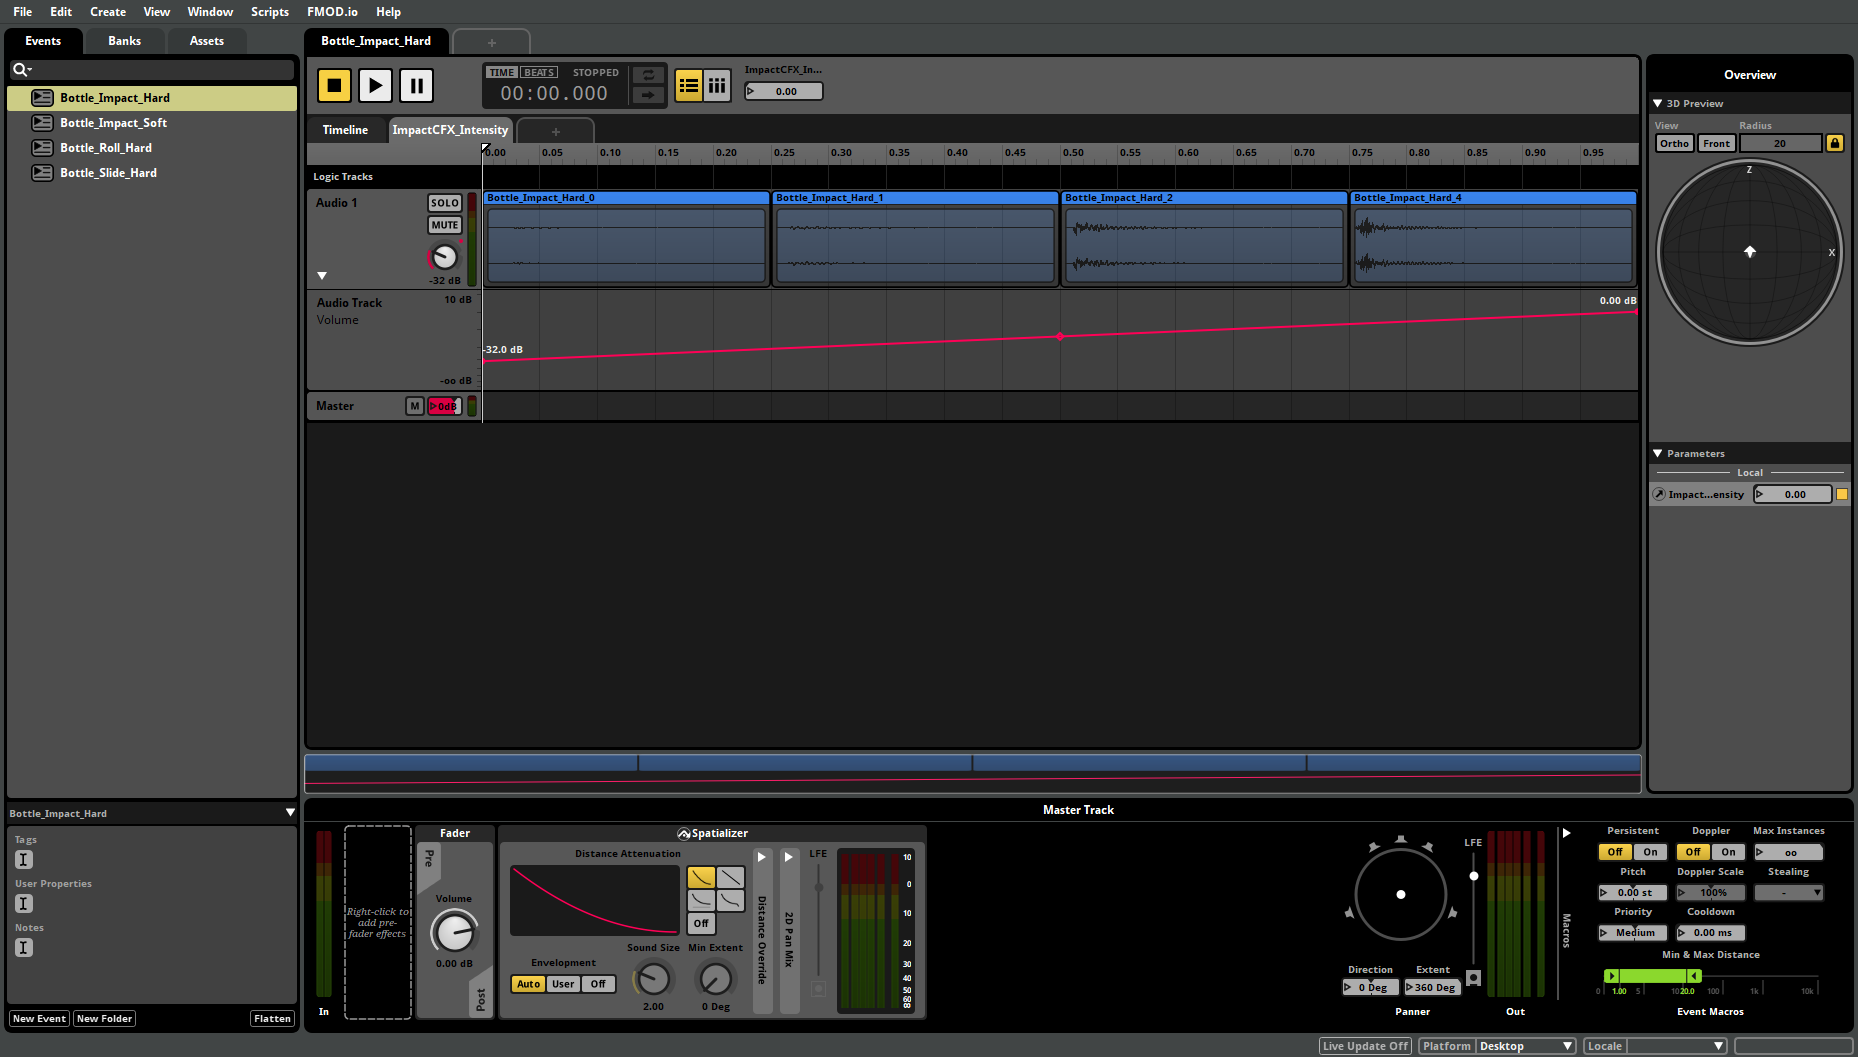 File Edit Create View Window Scripts FMOD.io Help
Events Banks Assets
Bottle_Impact_Hard
Bottle_Impact_Soft
Bottle_Roll_Hard
Bottle_Slide_Hard
Bottle_Impact_Hard
Tags
User Properties
Notes
New Event New Folder Flatten
Bottle_Impact_Hard +
TIME BEATS STOPPED
00:00.000
ImpactCFX_In...
0.00
Timeline ImpactCFX_Intensity +
0.00 0.05 0.10 0.15 0.20 0.25 0.30 0.35 0.40 0.45 0.50 0.55 0.60 0.65 0.70 0.75 0.80 0.85 0.90 0.95
Logic Tracks
Audio 1 SOLO
MUTE
-32 dB
Bottle_Impact_Hard_0 Bottle_Impact_Hard_1 Bottle_Impact_Hard_2 Bottle_Impact_Hard_4
Audio Track 10 dB
Volume
-oo dB
-32.0 dB
0.00 dB
Master M 0dB
Overview
3D Preview
View Radius
Ortho Front 20
Z
X
Parameters
Local
Impact...ensity 0.00
Master Track
In
Right-click to
add pre-
fader effects
Fader
Pre
Volume
0.00 dB
Post
Spatializer
Distance Attenuation
Off
Envelopment
Auto User Off
Sound Size Min Extent
2.00 0 Deg
Distance Override
2D Pan Mix
LFE
10
0
10
20
30
40
50
60
80
LFE
Direction Extent
0 Deg 360 Deg
Panner
Out
Macros
Persistent Doppler Max Instances
Off On Off On oo
Pitch Doppler Scale Stealing
0.00 st 100% -
Priority Cooldown
Medium 0.00 ms
Min & Max Distance
0 1.00 5 10 20.0 100 1k 10k
Event Macros
Live Update Off Platform Desktop Locale